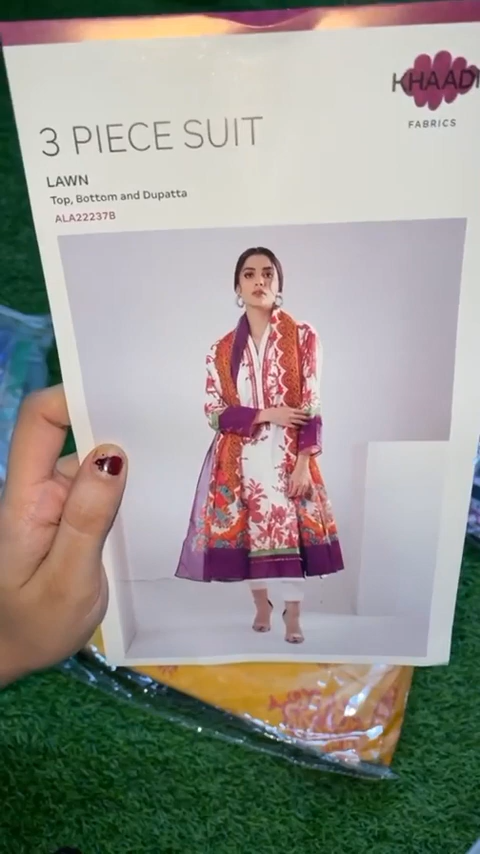 KHAADI
FABRICS
3 PIECE SUIT
LAWN
Top, Bottom and Dupatta
ALA22237B